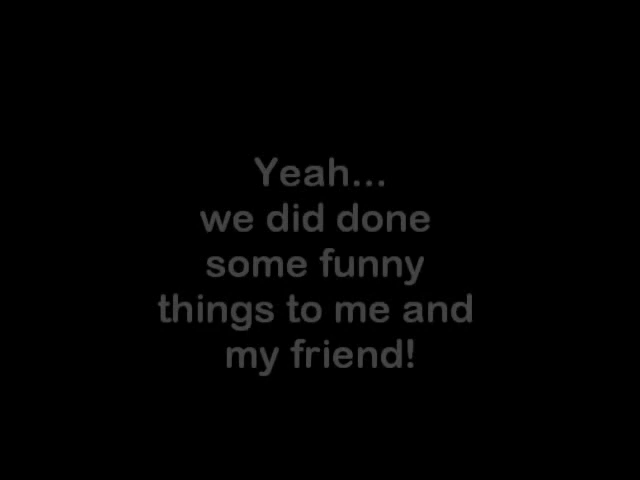 Yeah...
we did done
some funny
things to me and
my friend!